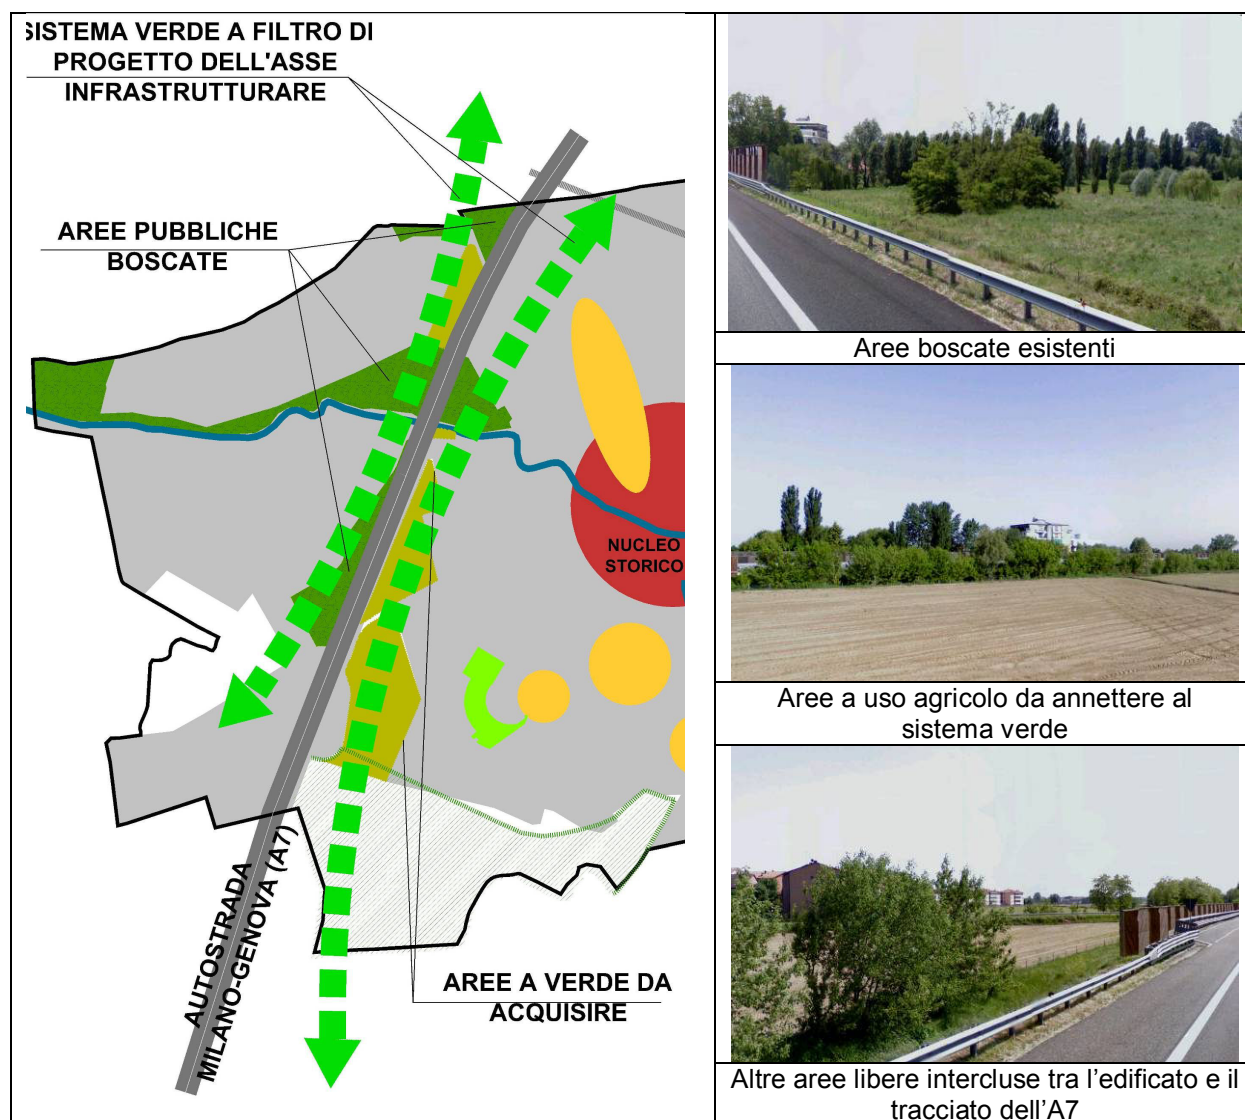 SISTEMA VERDE A FILTRO DI
PROGETTO DELL'ASSE
INFRASTRUTTURARE
AREE PUBBLICHE
BOSCATE
NUCLEO
STORICO
AUTOSTRADA
MILANO-GENOVA (A7)
AREE A VERDE DA
ACQUISIRE
Aree boscate esistenti
Aree a uso agricolo da annettere al
sistema verde
Altre aree libere intercluse tra l'edificato e il
tracciato dell'A7